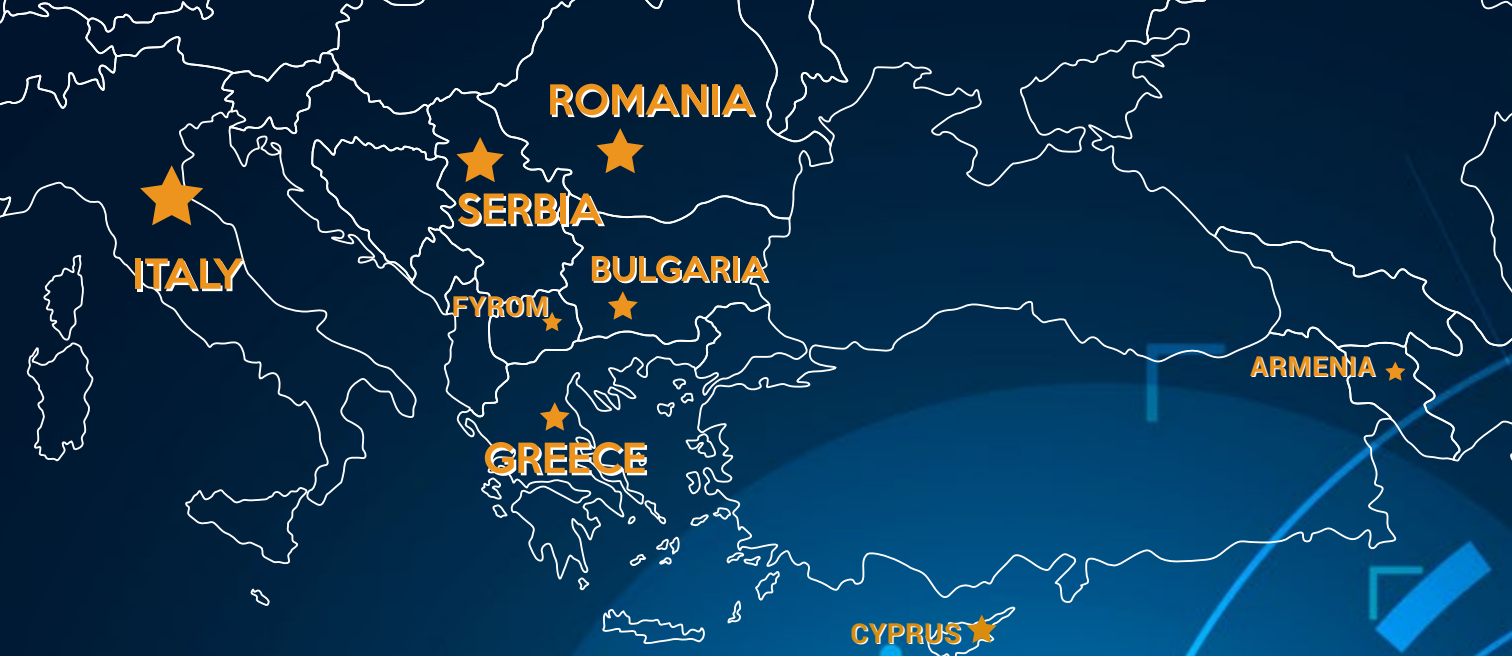 ROMANIA
SERBIA
ITALY
BULGARIA
FYROM
ARMENIA
GREECE
CYPRUS